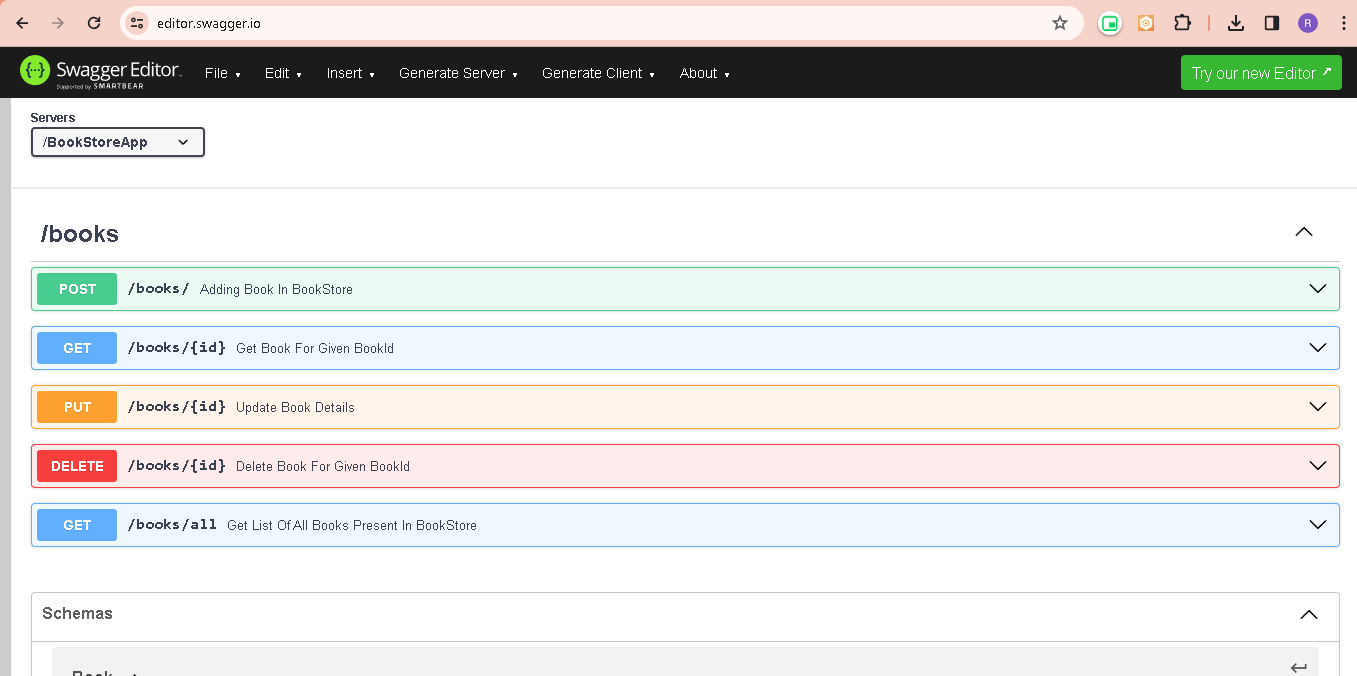 editor.swagger.io
R
Swagger Editor
Supported by SMARTBEAR
File Edit Insert Generate Server Generate Client About
Try our new Editor
Servers
/BookStoreApp
/books
POST /books/ Adding Book In BookStore
GET /books/{id} Get Book For Given BookId
PUT /books/{id} Update Book Details
DELETE /books/{id} Delete Book For Given BookId
GET /books/all Get List Of All Books Present In BookStore
Schemas
Book